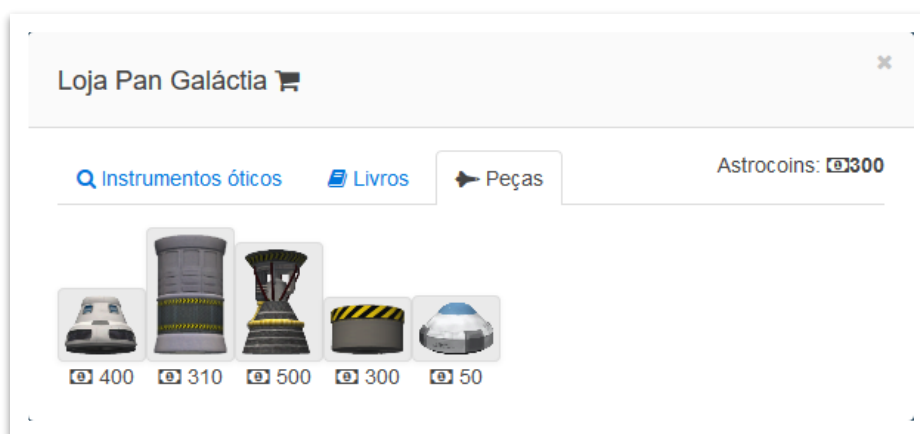 Loja Pan Galáctia
Instrumentos óticos
Livros
Peças
Astrocoins: 300
400
310
500
300
50